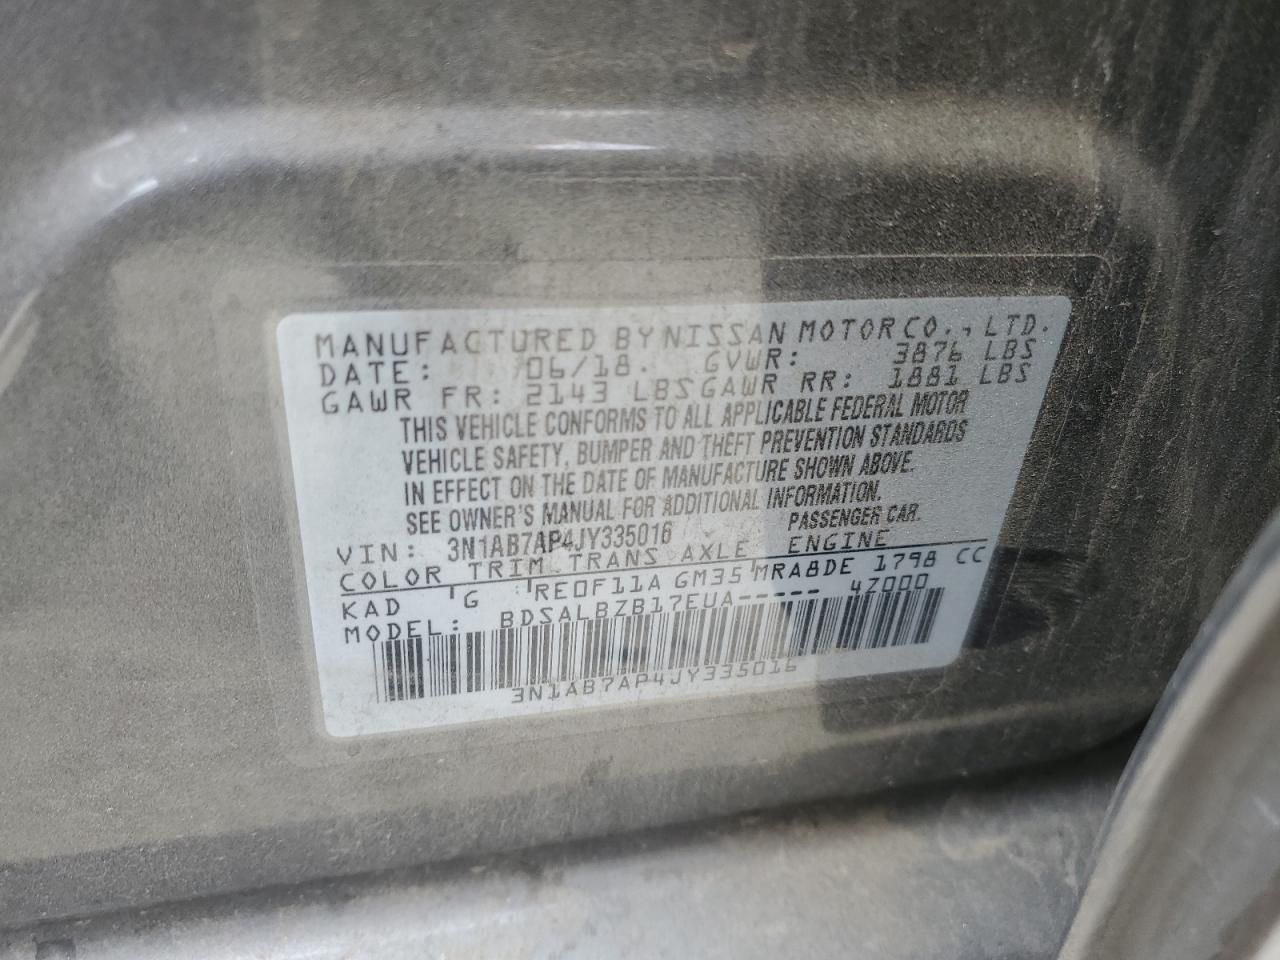 MANUFACTURED BY NISSAN MOTOR CO., LTD.
DATE: 06/18. GVWR: 3876 LBS
GAWR FR: 2143 LBS GAWR RR: 1881 LBS
THIS VEHICLE CONFORMS TO ALL APPLICABLE FEDERAL MOTOR
VEHICLE SAFETY, BUMPER AND THEFT PREVENTION STANDARDS
IN EFFECT ON THE DATE OF MANUFACTURE SHOWN ABOVE.
SEE OWNER'S MANUAL FOR ADDITIONAL INFORMATION.
VIN: 3N1AB7AP4JY335016 PASSENGER CAR.
COLOR TRIM TRANS AXLE ENGINE
KAD G RE0F11A GM35 MRA8DE 1798 CC
MODEL: BDSALBZB17EUA----- 4Z000
3N1AB7AP4JY335016